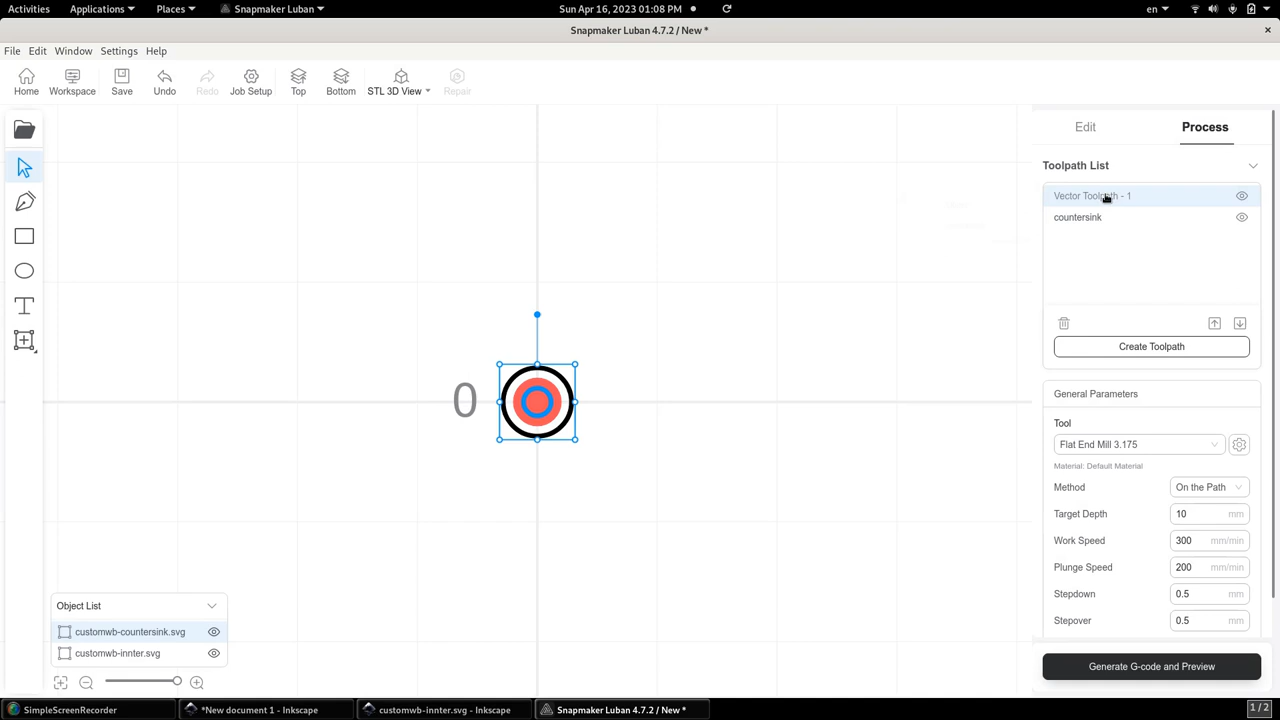 Activities Applications Places Snapmaker Luban Sun Apr 16, 2023 01:08 PM en
Snapmaker Luban 4.7.2 / New *
File Edit Window Settings Help
Home Workspace Save Undo Redo Job Setup Top Bottom STL 3D View Repair
Edit Process
Toolpath List
Vector Toolpath - 1
countersink
Create Toolpath
General Parameters
Tool
Flat End Mill 3.175
Material: Default Material
Method On the Path
Target Depth 10 mm
Work Speed 300 mm/min
Plunge Speed 200 mm/min
Stepdown 0.5 mm
Stepover 0.5 mm
Generate G-code and Preview
0
Object List
customwb-countersink.svg
customwb-innter.svg
SimpleScreenRecorder *New document 1 - Inkscape customwb-innter.svg - Inkscape Snapmaker Luban 4.7.2 / New * 1 / 2